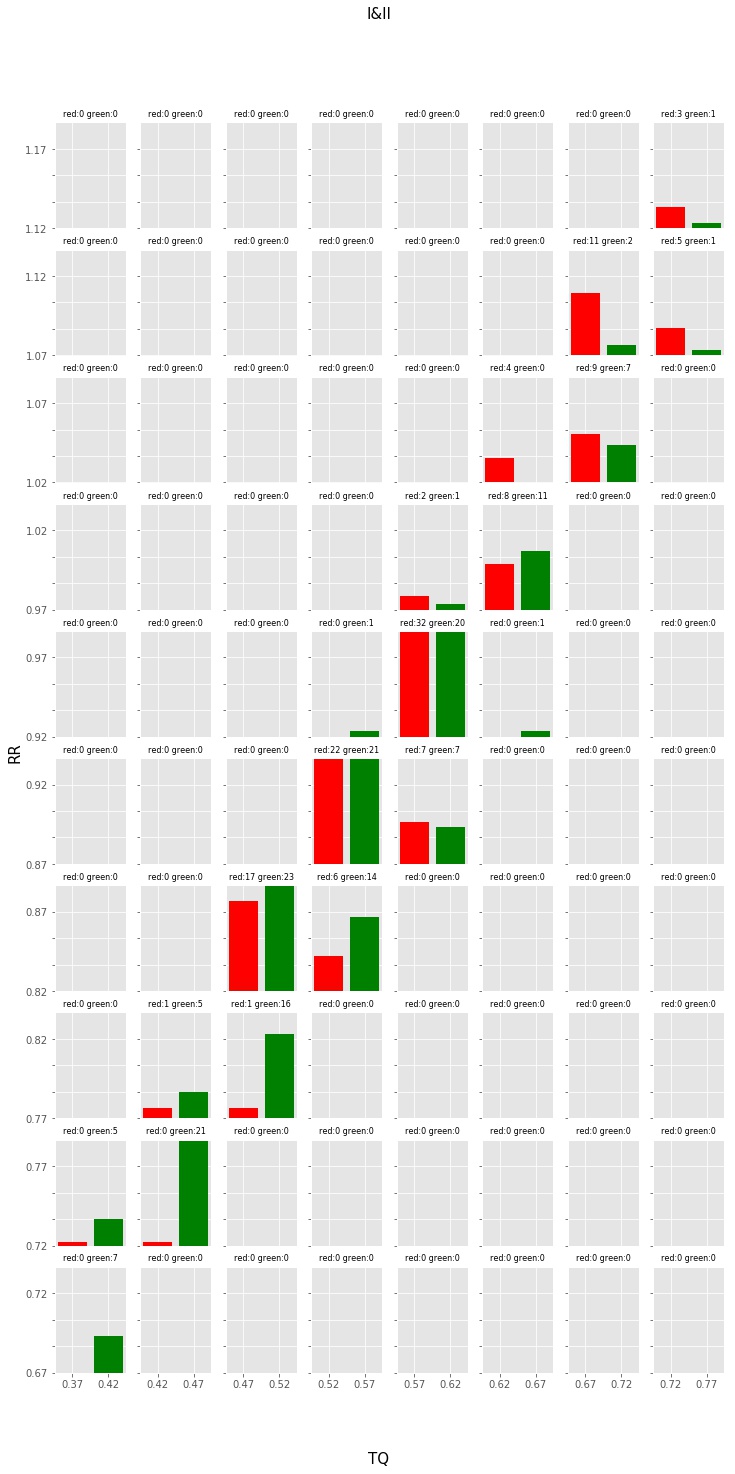 I&II
red:0 green:0 red:0 green:0 red:0 green:0 red:0 green:0 red:0 green:0 red:0 green:0 red:0 green:0 red:3 green:1
1.17
1.12
red:0 green:0 red:0 green:0 red:0 green:0 red:0 green:0 red:0 green:0 red:0 green:0 red:11 green:2 red:5 green:1
1.12
1.07
red:0 green:0 red:0 green:0 red:0 green:0 red:0 green:0 red:0 green:0 red:4 green:0 red:9 green:7 red:0 green:0
1.07
1.02
red:0 green:0 red:0 green:0 red:0 green:0 red:0 green:0 red:2 green:1 red:8 green:11 red:0 green:0 red:0 green:0
1.02
0.97
red:0 green:0 red:0 green:0 red:0 green:0 red:0 green:1 red:32 green:20 red:0 green:1 red:0 green:0 red:0 green:0
0.97
0.92
RR
red:0 green:0 red:0 green:0 red:0 green:0 red:22 green:21 red:7 green:7 red:0 green:0 red:0 green:0 red:0 green:0
0.92
0.87
red:0 green:0 red:0 green:0 red:17 green:23 red:6 green:14 red:0 green:0 red:0 green:0 red:0 green:0 red:0 green:0
0.87
0.82
red:0 green:0 red:1 green:5 red:1 green:16 red:0 green:0 red:0 green:0 red:0 green:0 red:0 green:0 red:0 green:0
0.82
0.77
red:0 green:5 red:0 green:21 red:0 green:0 red:0 green:0 red:0 green:0 red:0 green:0 red:0 green:0 red:0 green:0
0.77
0.72
red:0 green:7 red:0 green:0 red:0 green:0 red:0 green:0 red:0 green:0 red:0 green:0 red:0 green:0 red:0 green:0
0.72
0.67
0.37 0.42 0.42 0.47 0.47 0.52 0.52 0.57 0.57 0.62 0.62 0.67 0.67 0.72 0.72 0.77
TQ